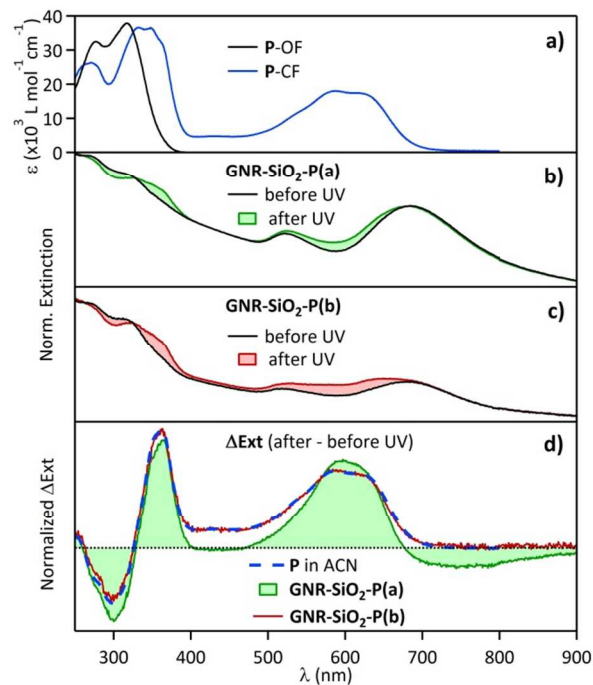 a)
40
30
20
10
0
ε (x10³ L mol⁻¹ cm⁻¹)
P-OF
P-CF
b)
GNR-SiO₂-P(a)
before UV
after UV
Norm. Extinction
c)
GNR-SiO₂-P(b)
before UV
after UV
d)
ΔExt (after - before UV)
Normalized ΔExt
P in ACN
GNR-SiO₂-P(a)
GNR-SiO₂-P(b)
300 400 500 600 700 800 900
λ (nm)